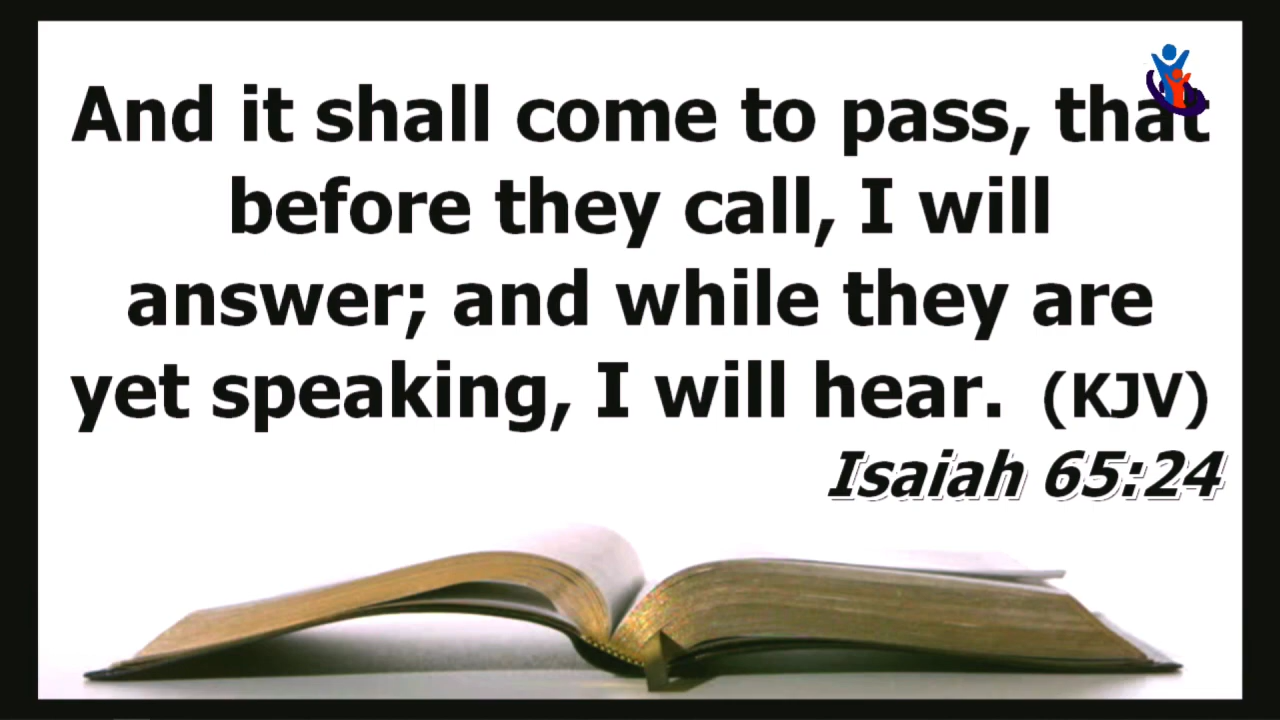 And it shall come to pass, that
before they call, I will
answer; and while they are
yet speaking, I will hear. (KJV)
Isaiah 65:24